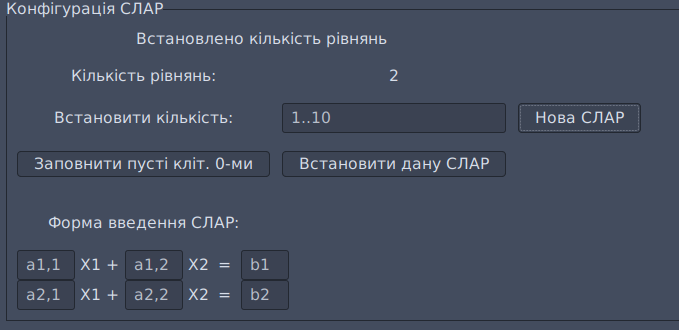 Конфігурація СЛАР
Встановлено кількість рівнянь
Кількість рівнянь: 2
Встановити кількість: 1..10 Нова СЛАР
Заповнити пусті кліт. 0-ми Встановити дану СЛАР
Форма введення СЛАР:
a1,1 X1 + a1,2 X2 = b1
a2,1 X1 + a2,2 X2 = b2